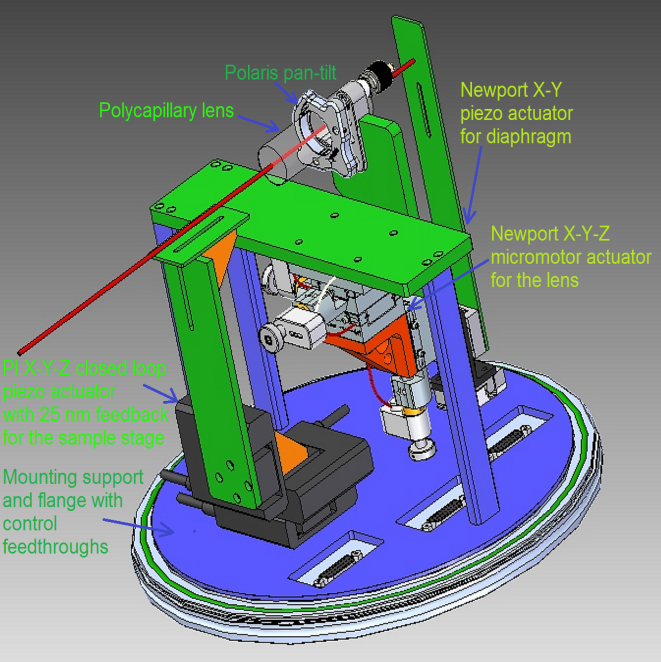 Polaris pan-tilt
Polycapillary lens
Newport X-Y
piezo actuator
for diaphragm
Newport X-Y-Z
micromotor actuator
for the lens
PI X-Y-Z closed loop
piezo actuator
with 25 nm feedback
for the sample stage
Mounting support
and flange with
control
feedthroughs